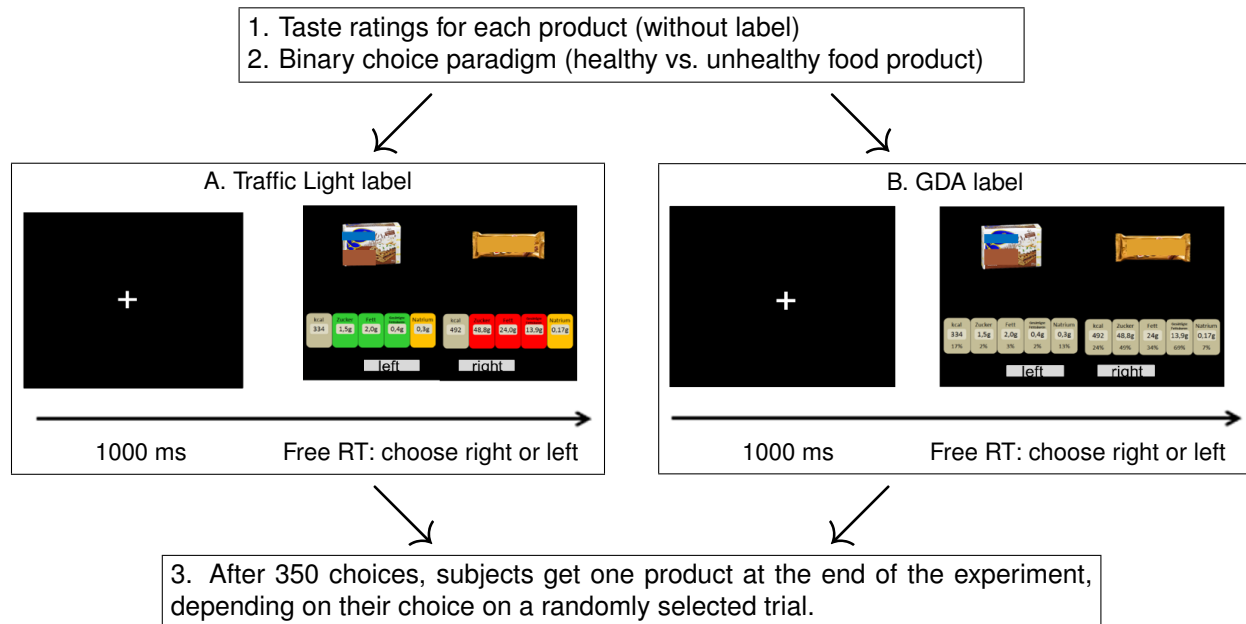 1. Taste ratings for each product (without label)
2. Binary choice paradigm (healthy vs. unhealthy food product)
A. Traffic Light label
+
kcal Zucker Fett Natrium
334 1,5g 2,0g 0,4g 0,3g
kcal Zucker Fett Natrium
492 48,8g 24,0g 13,9g 0,17g
left right
1000 ms Free RT: choose right or left
B. GDA label
+
kcal Zucker Fett Natrium
334 1,5g 2,0g 0,4g 0,3g
17% 2% 3% 2% 13%
kcal Zucker Fett Natrium
492 48,8g 24g 13,9g 0,17g
24% 49% 34% 69% 7%
left right
1000 ms Free RT: choose right or left
3. After 350 choices, subjects get one product at the end of the experiment,
depending on their choice on a randomly selected trial.